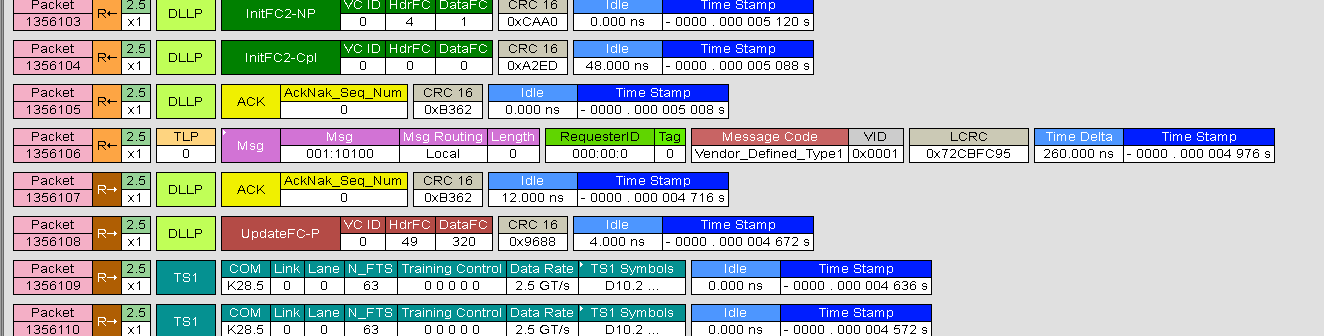 Packet 2.5 VC ID HdrFC DataFC CRC 16 Idle Time Stamp
R← DLLP InitFC2-NP
1356103 x1 0 4 1 0xCAA0 0.000 ns - 0000 . 000 005 120 s
Packet 2.5 VC ID HdrFC DataFC CRC 16 Idle Time Stamp
R← DLLP InitFC2-Cpl
1356104 x1 0 0 0 0xA2ED 48.000 ns - 0000 . 000 005 088 s
Packet 2.5 AckNak_Seq_Num CRC 16 Idle Time Stamp
R← DLLP ACK
1356105 x1 0 0xB362 0.000 ns - 0000 . 000 005 008 s
Packet 2.5 TLP Msg Msg Routing Length RequesterID Tag Message Code VID LCRC Time Delta Time Stamp
R← Msg
1356106 x1 0 001:10100 Local 0 000:00:0 0 Vendor_Defined_Type1 0x0001 0x72CBFC95 260.000 ns - 0000 . 000 004 976 s
Packet 2.5 AckNak_Seq_Num CRC 16 Idle Time Stamp
R→ DLLP ACK
1356107 x1 0 0xB362 12.000 ns - 0000 . 000 004 716 s
Packet 2.5 VC ID HdrFC DataFC CRC 16 Idle Time Stamp
R→ DLLP UpdateFC-P
1356108 x1 0 49 320 0x9688 4.000 ns - 0000 . 000 004 672 s
Packet 2.5 COM Link Lane N_FTS Training Control Data Rate TS1 Symbols Idle Time Stamp
R→ TS1
1356109 x1 K28.5 0 0 63 0 0 0 0 0 2.5 GT/s D10.2 ... 0.000 ns - 0000 . 000 004 636 s
Packet 2.5 COM Link Lane N_FTS Training Control Data Rate TS1 Symbols Idle Time Stamp
R→ TS1
1356110 x1 K28.5 0 0 63 0 0 0 0 0 2.5 GT/s D10.2 ... 0.000 ns - 0000 . 000 004 572 s